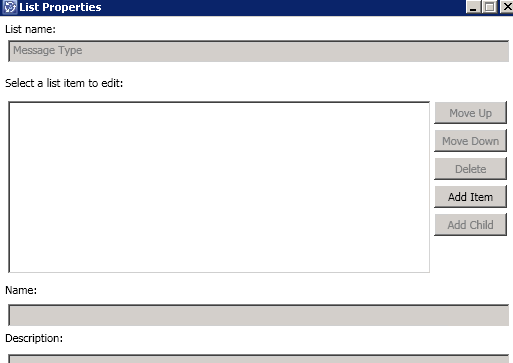 List Properties
List name:
Message Type
Select a list item to edit:
Move Up
Move Down
Delete
Add Item
Add Child
Name:
Description: